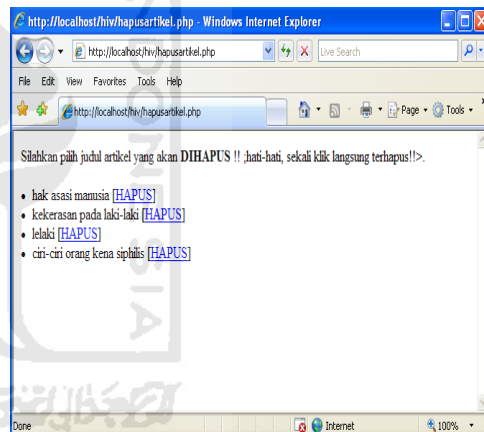 http://localhost/hiv/hapusartikel.php - Windows Internet Explorer
http://localhost/hiv/hapusartikel.php
Live Search
File Edit View Favorites Tools Help
http://localhost/hiv/hapusartikel.php
Page Tools
Silahkan pilih judul artikel yang akan DIHAPUS !! ;hati-hati, sekali klik langsung terhapus!!>.
• hak asasi manusia [HAPUS]
• kekerasan pada laki-laki [HAPUS]
• lelaki [HAPUS]
• ciri-ciri orang kena siphilis [HAPUS]
INDONESIA
Done Internet 100%